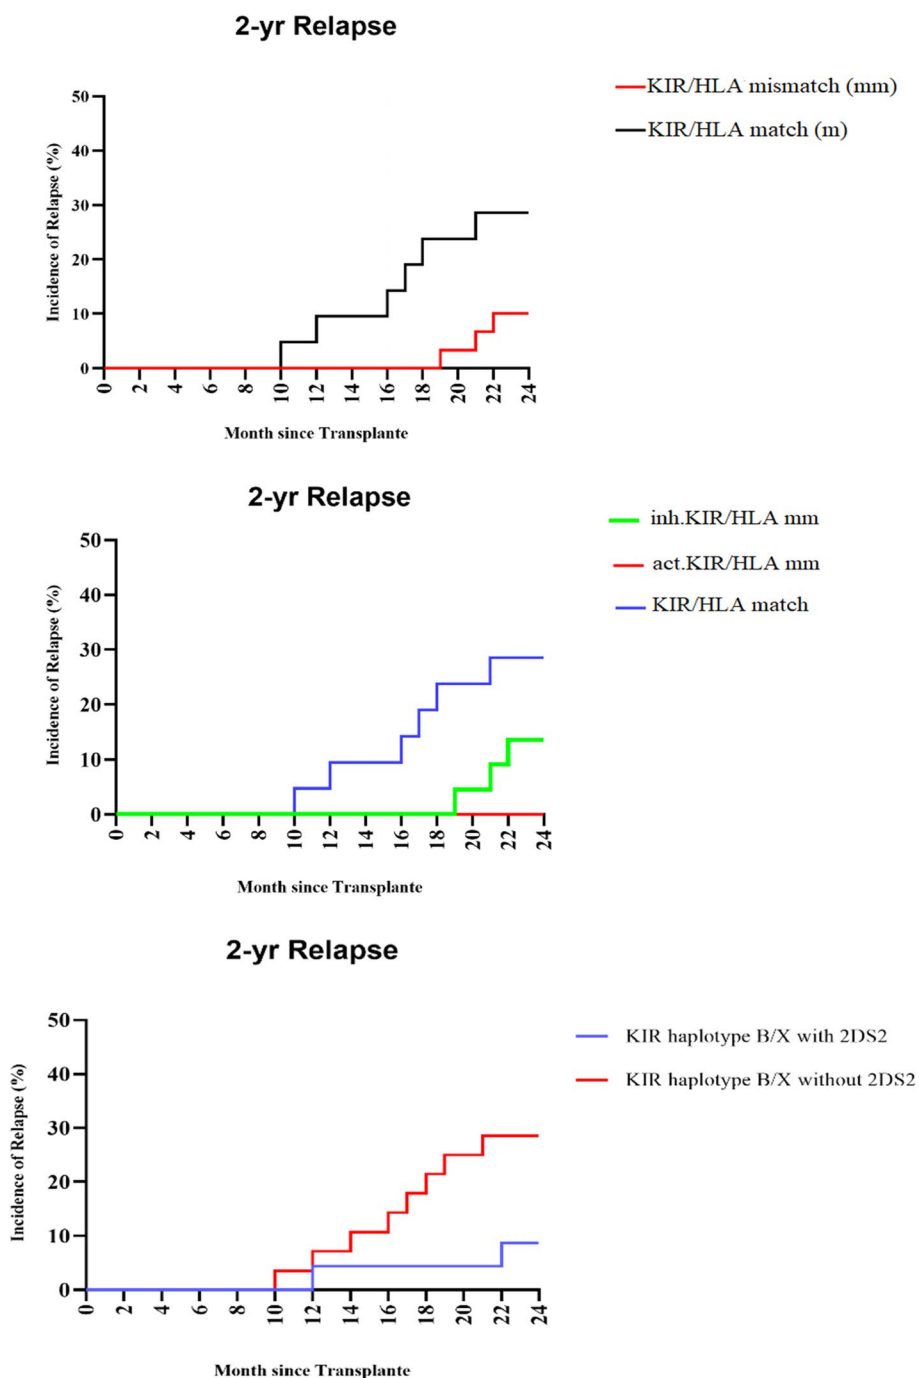 2-yr Relapse
KIR/HLA mismatch (mm)
KIR/HLA match (m)
Incidence of Relapse (%)
50
40
30
20
10
0
0 2 4 6 8 10 12 14 16 18 20 22 24
Month since Transplante
2-yr Relapse
inh.KIR/HLA mm
act.KIR/HLA mm
KIR/HLA match
Incidence of Relapse (%)
50
40
30
20
10
0
0 2 4 6 8 10 12 14 16 18 20 22 24
Month since Transplante
2-yr Relapse
KIR haplotype B/X with 2DS2
KIR haplotype B/X without 2DS2
Incidence of Relapse (%)
50
40
30
20
10
0
0 2 4 6 8 10 12 14 16 18 20 22 24
Month since Transplante